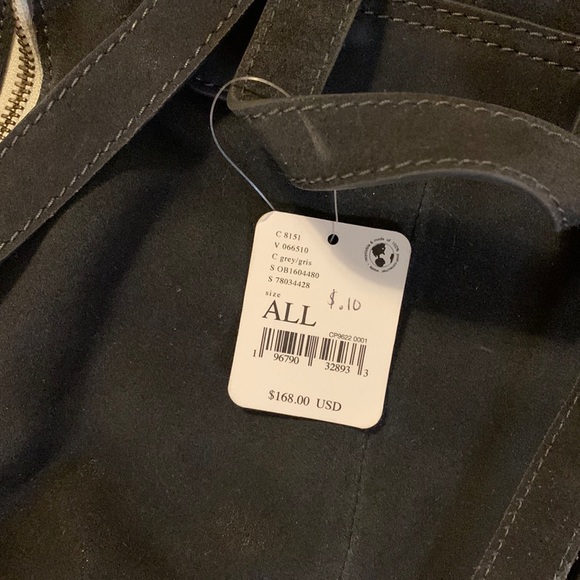 C 8151
V 066510
C grey/gris
S OB1604480
S 78034428
size
$.10
ALL
CP9622 0001
1 96790 32893 3
$168.00 USD